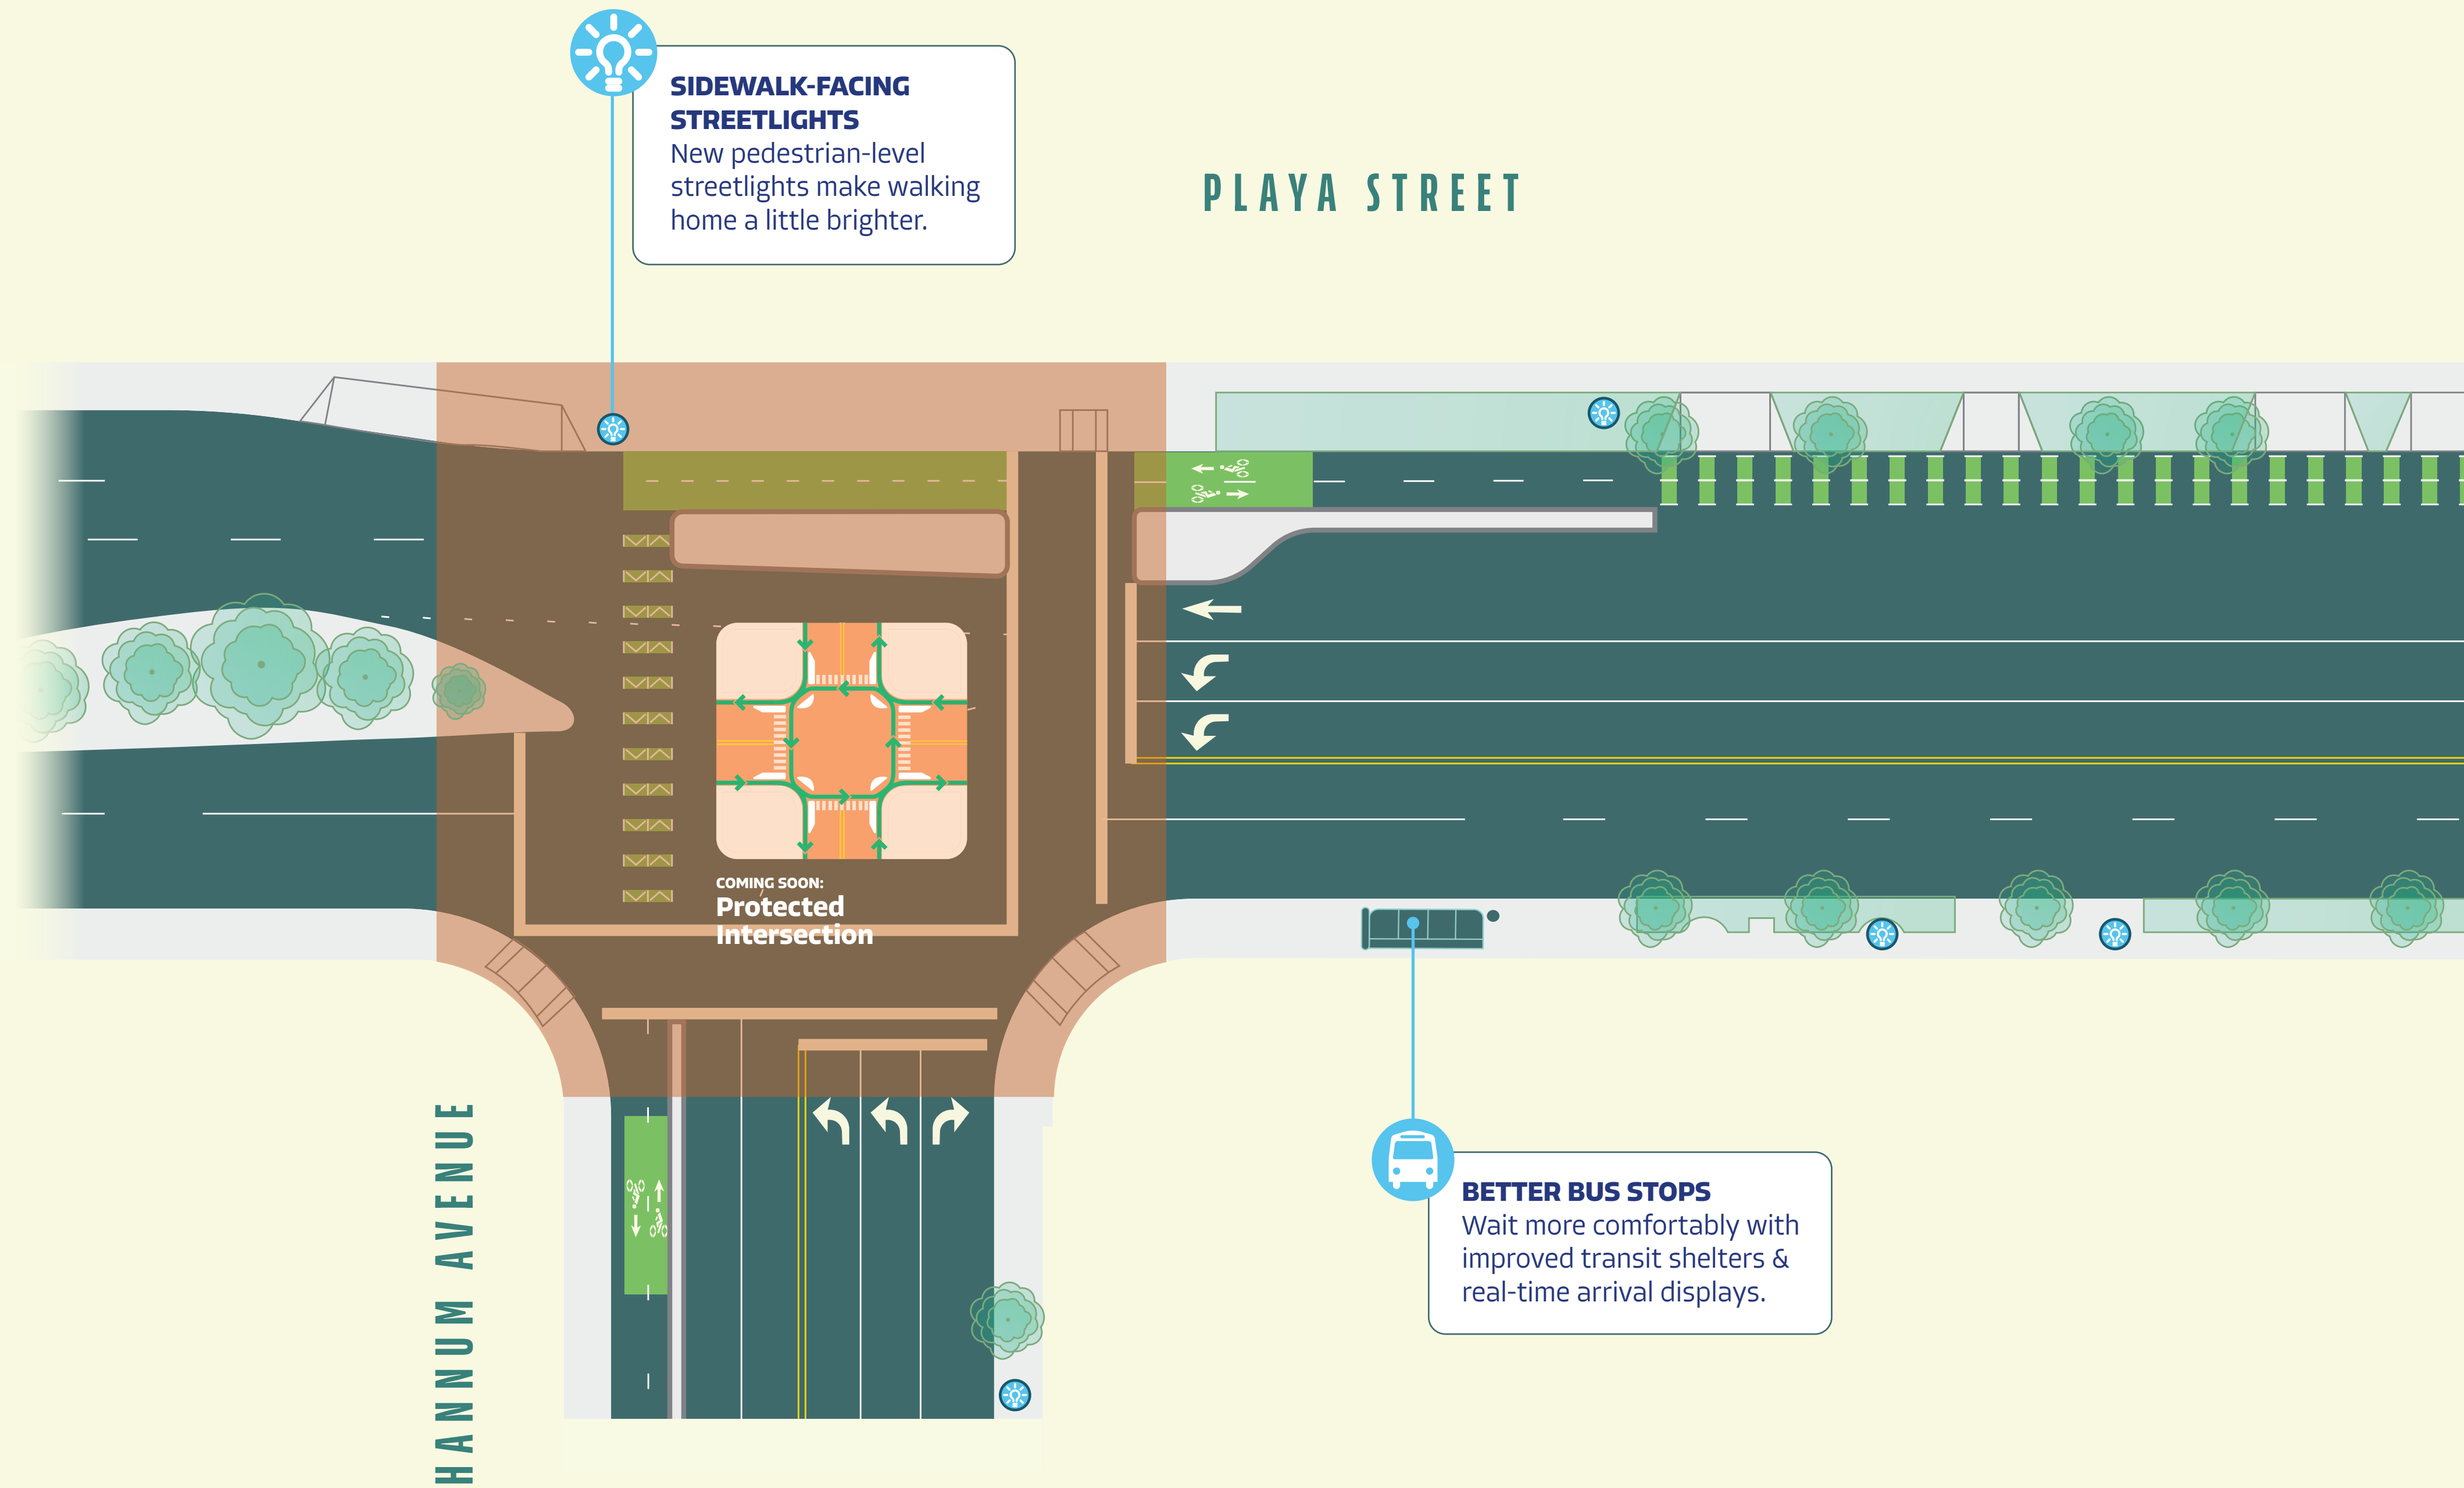 SIDEWALK-FACING
STREETLIGHTS
New pedestrian-level
streetlights make walking
home a little brighter.
PLAYA STREET
COMING SOON:
Protected
Intersection
HANNUM AVENUE
BETTER BUS STOPS
Wait more comfortably with
improved transit shelters &
real-time arrival displays.